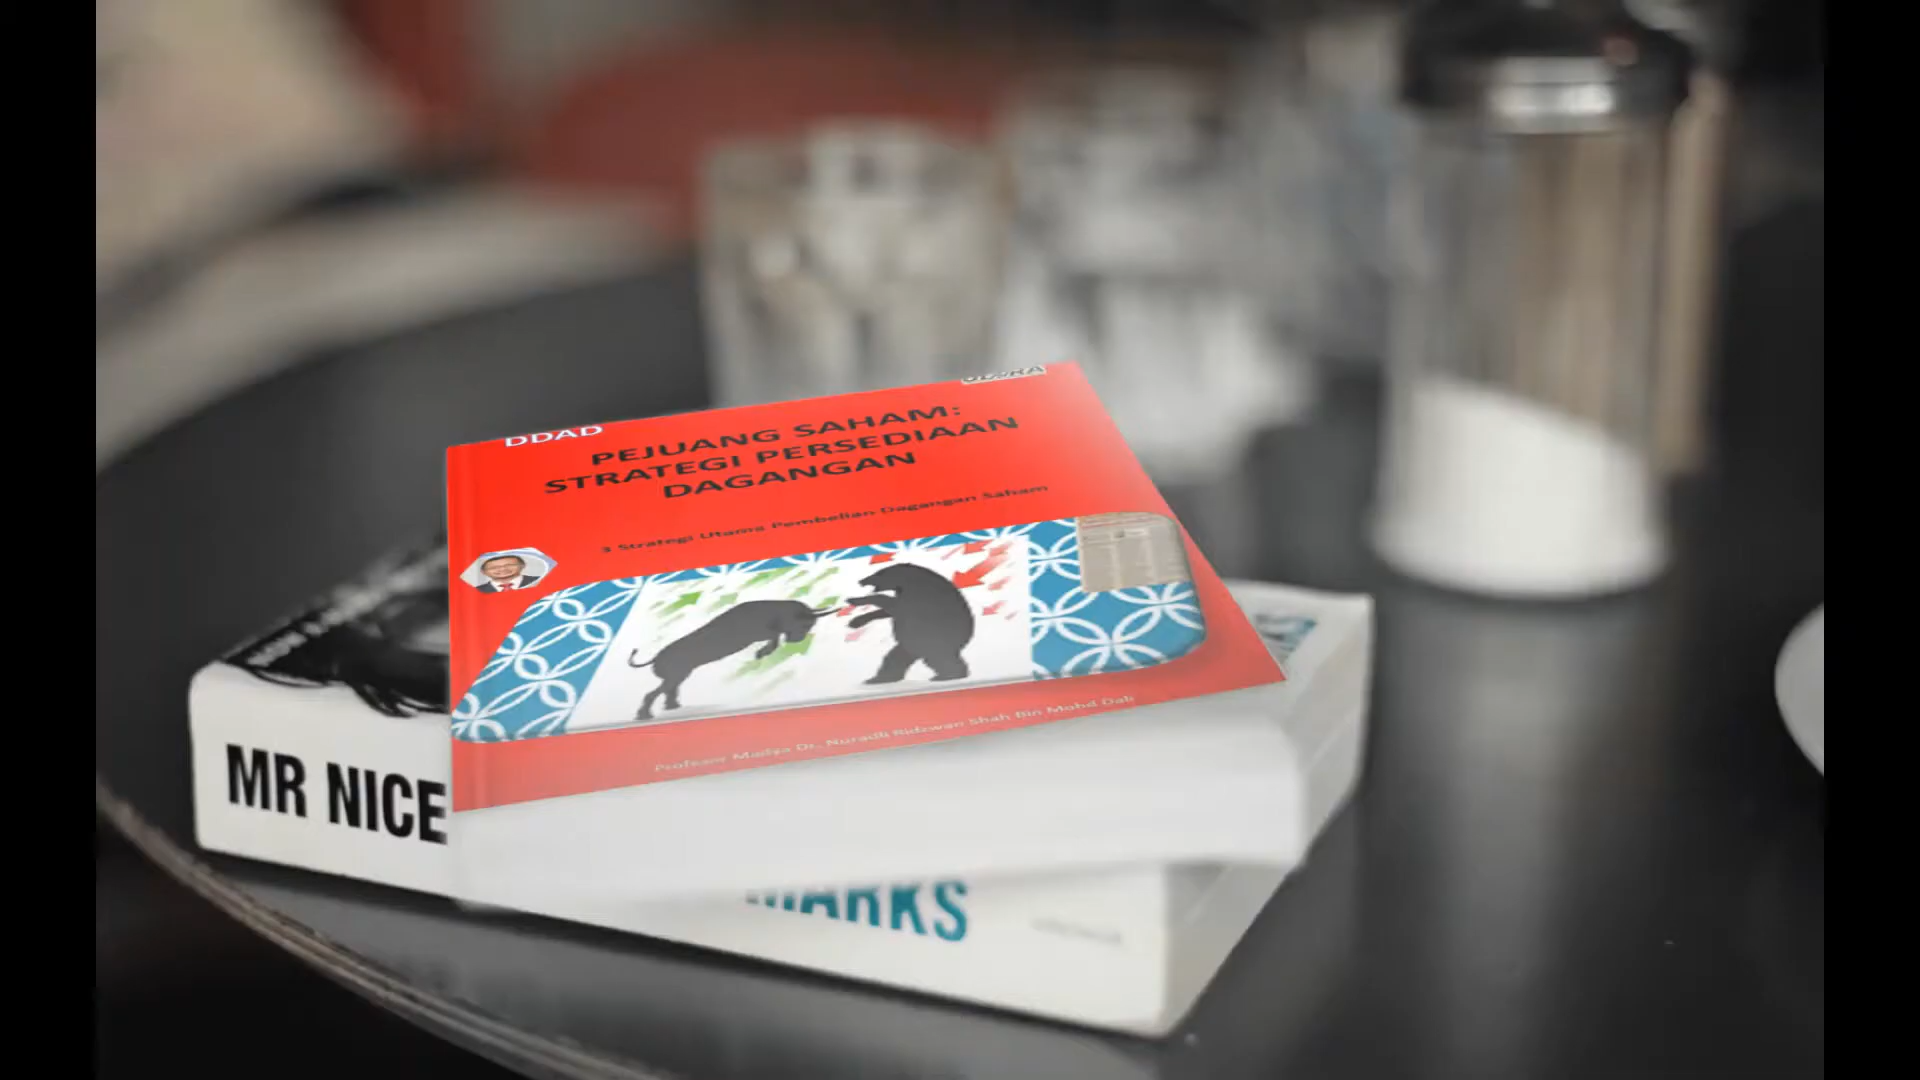 DDAD
PEJUANG SAHAM:
STRATEGI PERSEDIAAN
DAGANGAN
3 Strategi Utama Pembelian Dagangan Saham
Profesor Madya Dr. Nuradli Ridzwan Shah Bin Mohd Dali
MR NICE
MARKS